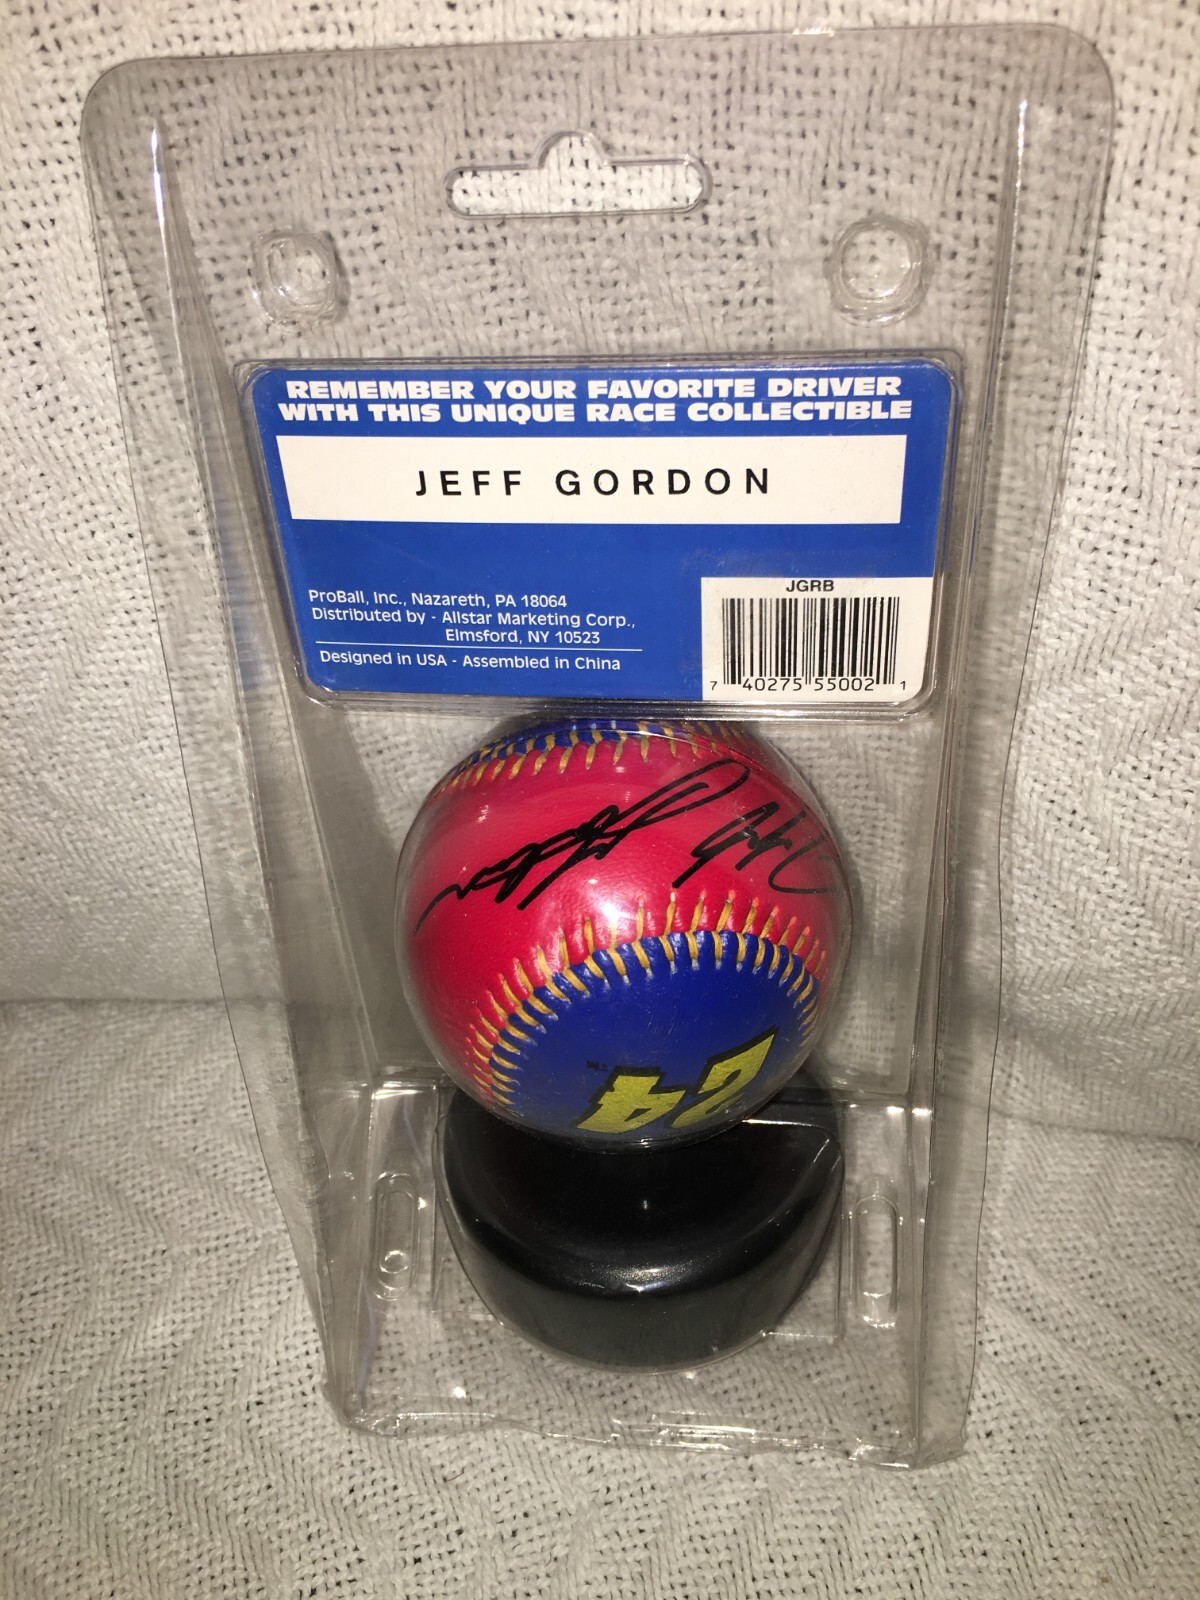 REMEMBER YOUR FAVORITE DRIVER
WITH THIS UNIQUE RACE COLLECTIBLE
JEFF GORDON
ProBall, Inc., Nazareth, PA 18064
Distributed by - Allstar Marketing Corp.,
Elmsford, NY 10523
Designed in USA - Assembled in China
JGRB
7 40275 55002 1
24 ™